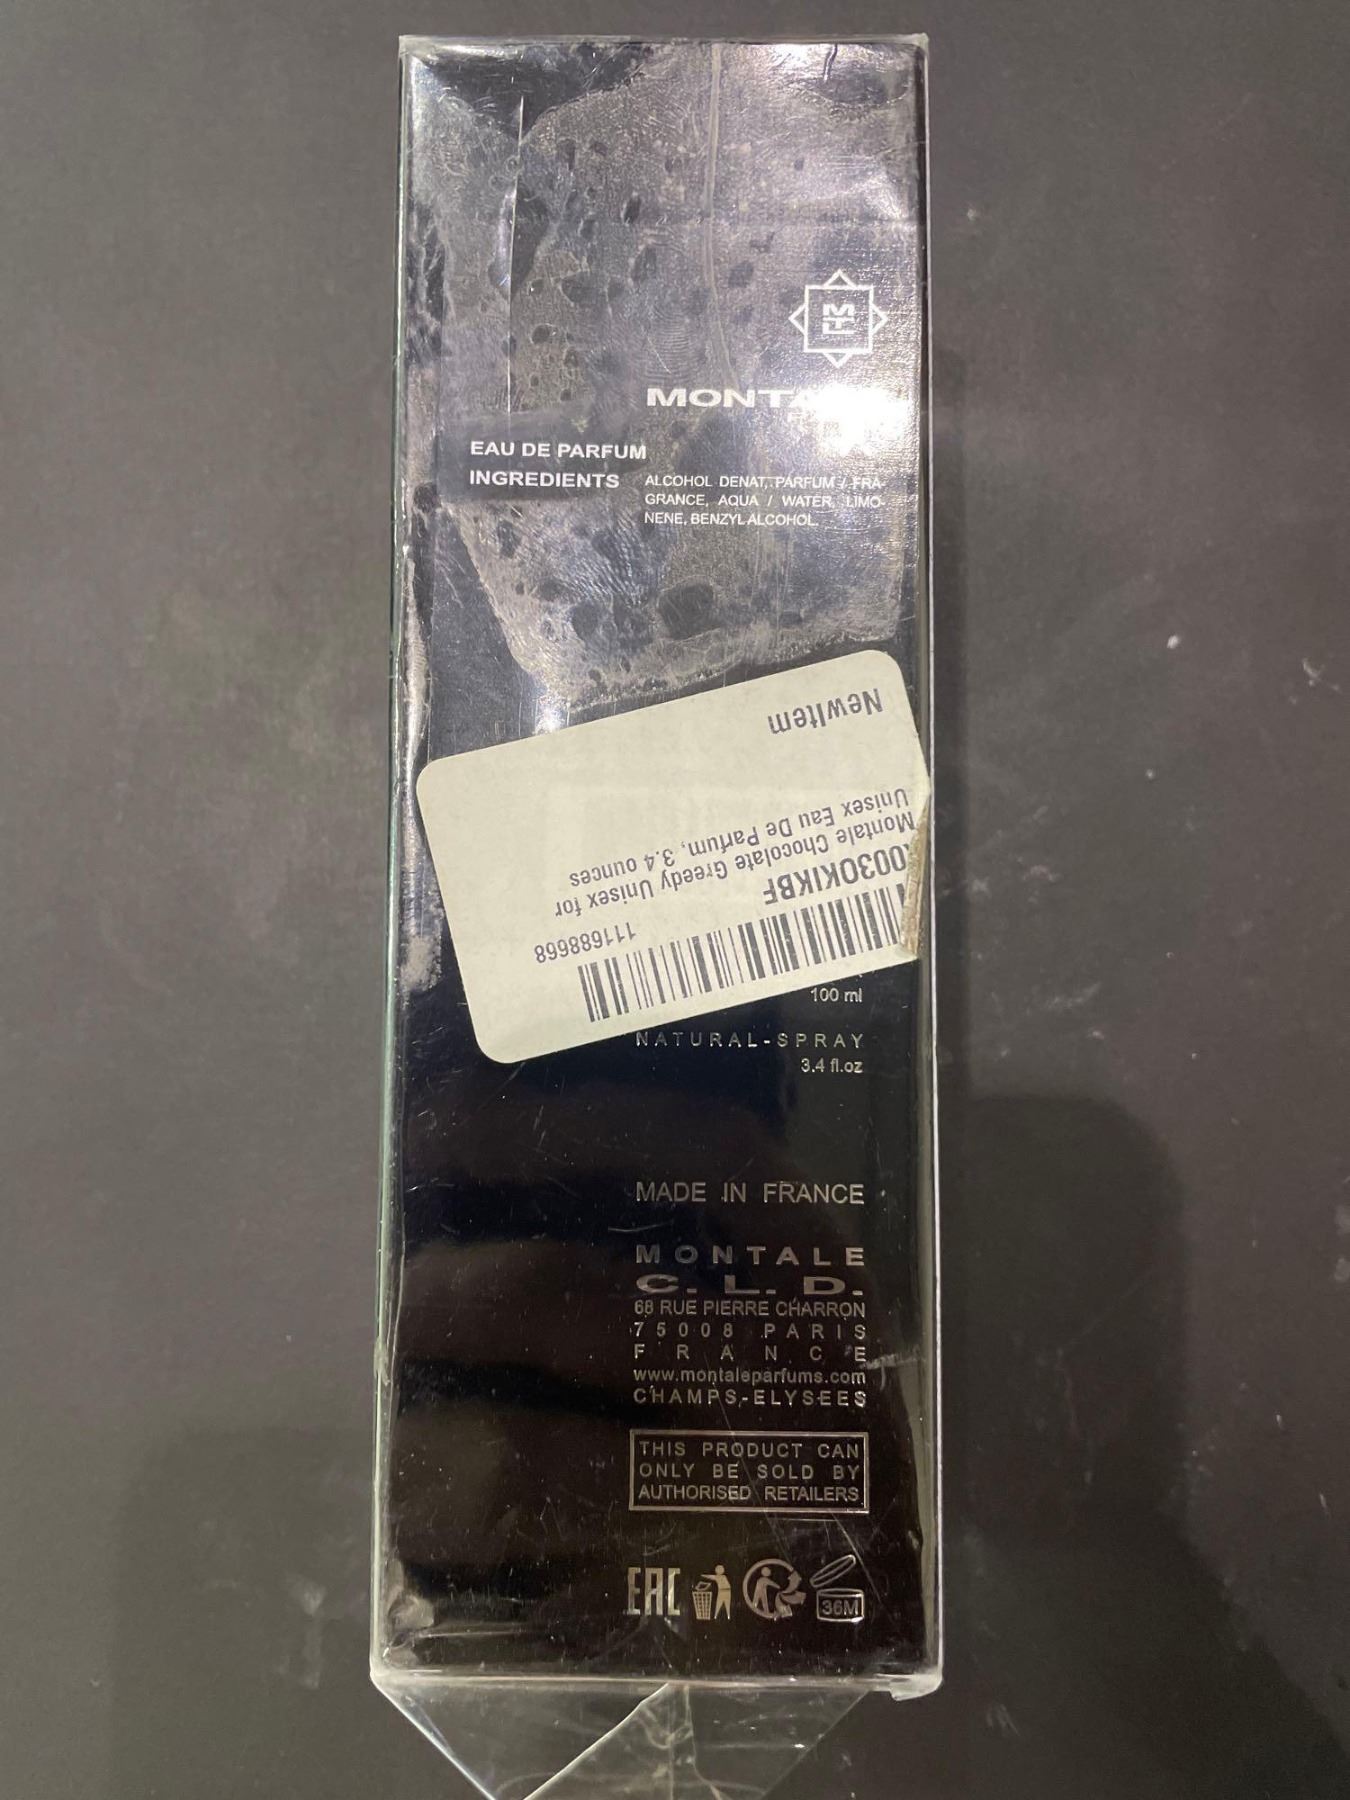 MTL
MONTA
EAU DE PARFUM
INGREDIENTS
ALCOHOL DENAT., PARFUM / FRA-
GRANCE, AQUA / WATER, LIMO-
NENE, BENZYL ALCOHOL.
111688668
003OKIKBF
Montale Chocolate Greedy Unisex for
Unisex Eau De Parfum, 3.4 ounces
NewItem
100 ml
NATURAL-SPRAY
3.4 fl.oz
MADE IN FRANCE
MONTALE
C. L. D.
68 RUE PIERRE CHARRON
75008 PARIS
FRANCE
www.montaleparfums.com
CHAMPS-ELYSEES
THIS PRODUCT CAN
ONLY BE SOLD BY
AUTHORISED RETAILERS
EAC
36M